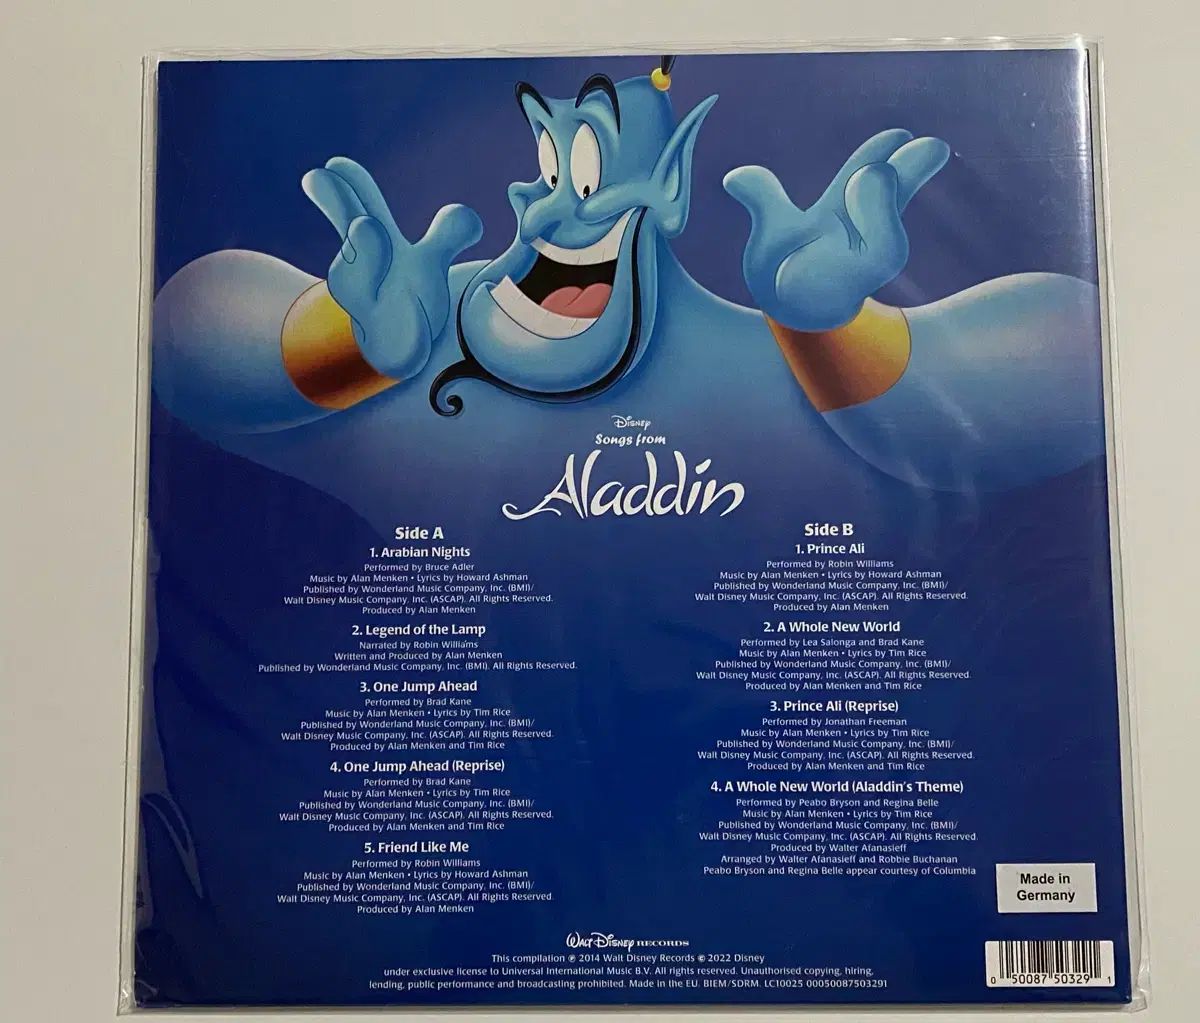 Disney
Songs from
Aladdin
Side A
1. Arabian Nights
Performed by Bruce Adler
Music by Alan Menken • Lyrics by Howard Ashman
Published by Wonderland Music Company, Inc. (BMI)/
Walt Disney Music Company, Inc. (ASCAP). All Rights Reserved.
Produced by Alan Menken
2. Legend of the Lamp
Narrated by Robin Williams
Written and Produced by Alan Menken
Published by Wonderland Music Company, Inc. (BMI). All Rights Reserved.
3. One Jump Ahead
Performed by Brad Kane
Music by Alan Menken • Lyrics by Tim Rice
Published by Wonderland Music Company, Inc. (BMI)/
Walt Disney Music Company, Inc. (ASCAP). All Rights Reserved.
Produced by Alan Menken and Tim Rice
4. One Jump Ahead (Reprise)
Performed by Brad Kane
Music by Alan Menken • Lyrics by Tim Rice
Published by Wonderland Music Company, Inc. (BMI)/
Walt Disney Music Company, Inc. (ASCAP). All Rights Reserved.
Produced by Alan Menken and Tim Rice
5. Friend Like Me
Performed by Robin Williams
Music by Alan Menken • Lyrics by Howard Ashman
Published by Wonderland Music Company, Inc. (BMI)/
Walt Disney Music Company, Inc. (ASCAP). All Rights Reserved.
Produced by Alan Menken
Side B
1. Prince Ali
Performed by Robin Williams
Music by Alan Menken • Lyrics by Howard Ashman
Published by Wonderland Music Company, Inc. (BMI)/
Walt Disney Music Company, Inc. (ASCAP). All Rights Reserved.
Produced by Alan Menken
2. A Whole New World
Performed by Lea Salonga and Brad Kane
Music by Alan Menken • Lyrics by Tim Rice
Published by Wonderland Music Company, Inc. (BMI)/
Walt Disney Music Company, Inc. (ASCAP). All Rights Reserved.
Produced by Alan Menken and Tim Rice
3. Prince Ali (Reprise)
Performed by Jonathan Freeman
Music by Alan Menken • Lyrics by Tim Rice
Published by Wonderland Music Company, Inc. (BMI)/
Walt Disney Music Company, Inc. (ASCAP). All Rights Reserved.
Produced by Alan Menken and Tim Rice
4. A Whole New World (Aladdin's Theme)
Performed by Peabo Bryson and Regina Belle
Music by Alan Menken • Lyrics by Tim Rice
Published by Wonderland Music Company, Inc. (BMI)/
Walt Disney Music Company, Inc. (ASCAP). All Rights Reserved.
Produced by Walter Afanasieff
Arranged by Walter Afanasieff and Robbie Buchanan
Peabo Bryson and Regina Belle appear courtesy of Columbia
Made in
Germany
Walt Disney RECORDS
This compilation ℗ 2014 Walt Disney Records © 2022 Disney
under exclusive license to Universal International Music B.V. All rights reserved. Unauthorised copying, hiring,
lending, public performance and broadcasting prohibited. Made in the EU. BIEM/SDRM. LC10025 00050087503291
0 50087 50329 1